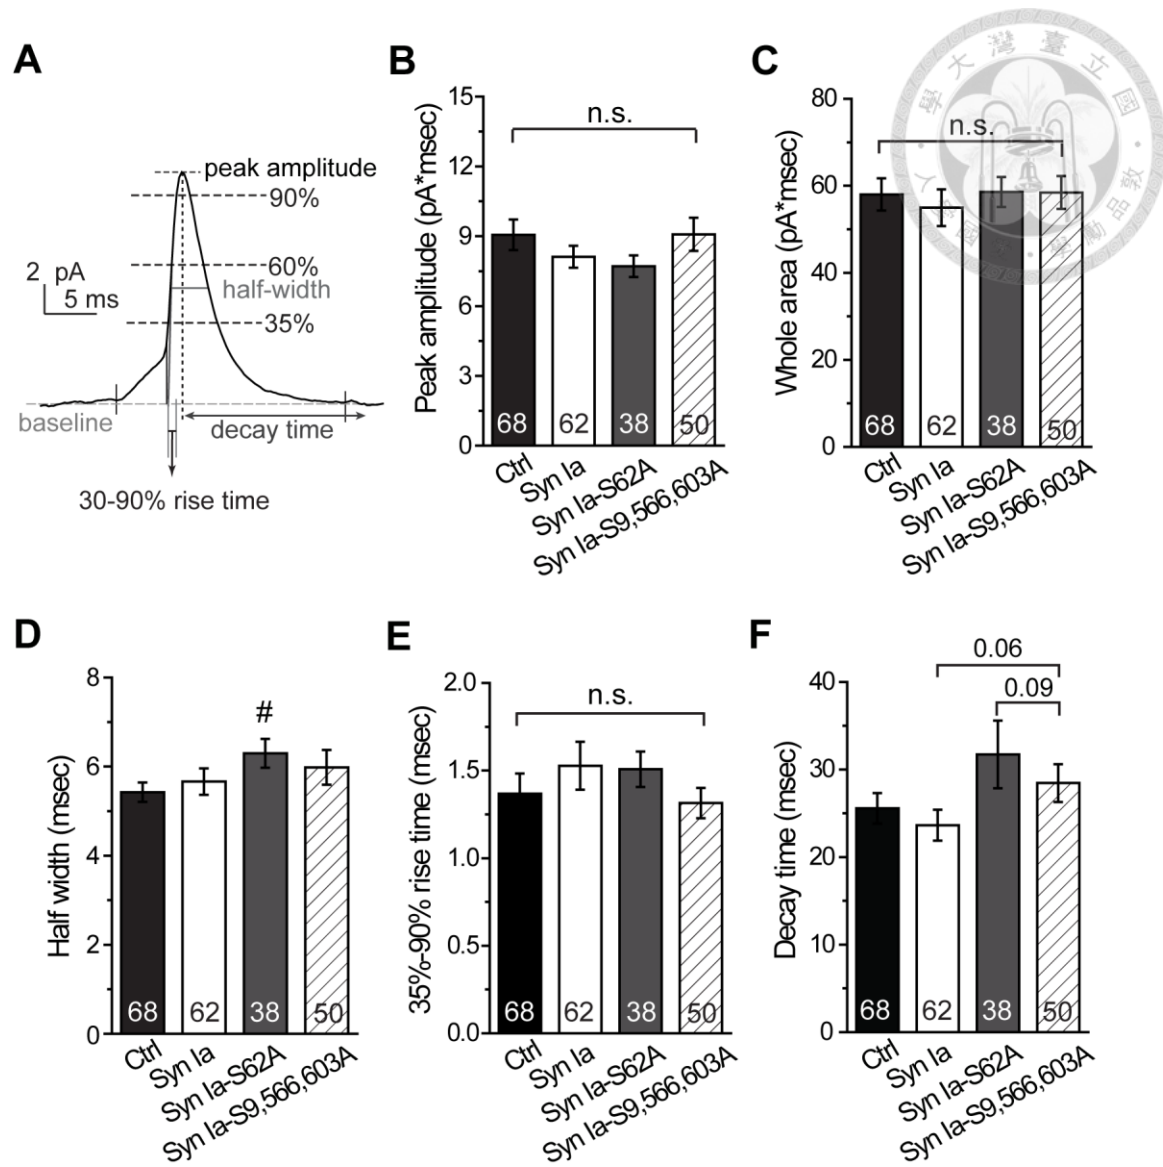 A
peak amplitude
90%
60%
2 pA
half-width
5 ms
35%
baseline
decay time
30-90% rise time
B
Peak amplitude (pA*msec)
15
12
9
6
3
0
n.s.
68
62
38
50
Ctrl
Syn Ia
Syn Ia-S62A
Syn Ia-S9,566,603A
C
Whole area (pA*msec)
80
60
40
20
0
n.s.
68
62
38
50
Ctrl
Syn Ia
Syn Ia-S62A
Syn Ia-S9,566,603A
學大灣臺立國
D
Half width (msec)
8
6
4
2
0
#
68
62
38
50
Ctrl
Syn Ia
Syn Ia-S62A
Syn Ia-S9,566,603A
E
35%-90% rise time (msec)
2.0
1.5
1.0
0.5
0.0
n.s.
68
62
38
50
Ctrl
Syn Ia
Syn Ia-S62A
Syn Ia-S9,566,603A
F
Decay time (msec)
40
30
20
10
0
0.06
0.09
68
62
38
50
Ctrl
Syn Ia
Syn Ia-S62A
Syn Ia-S9,566,603A